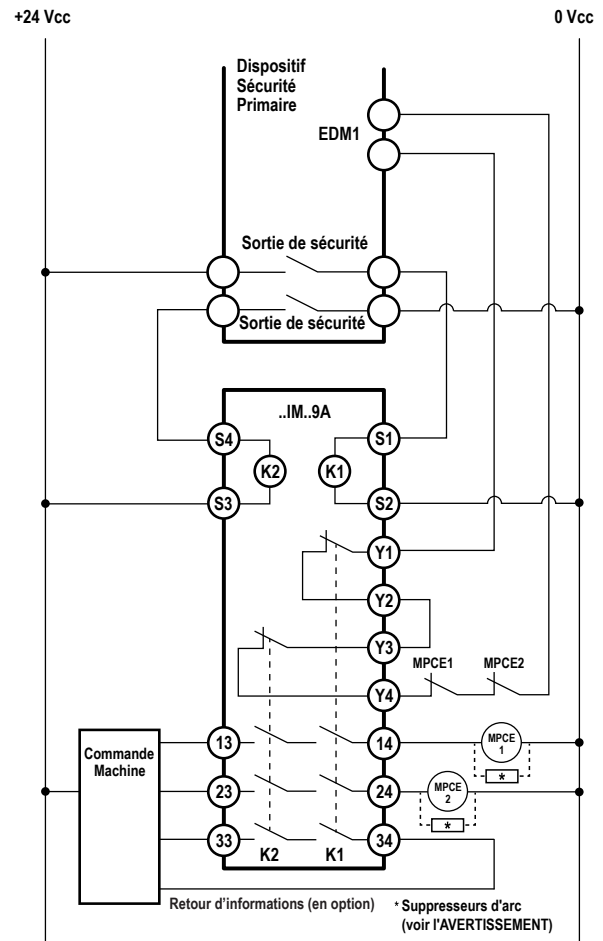 +24 Vcc
0 Vcc
Dispositif
Sécurité
Primaire
EDM1
Sortie de sécurité
Sortie de sécurité
..IM..9A
S4
S1
K2
K1
S3
S2
Y1
Y2
Y3
MPCE1
MPCE2
Y4
Commande
Machine
13
14
MPCE
1
*
23
24
MPCE
2
*
33
34
K2
K1
Retour d'informations (en option)
* Suppresseurs d'arc
(voir l'AVERTISSEMENT)